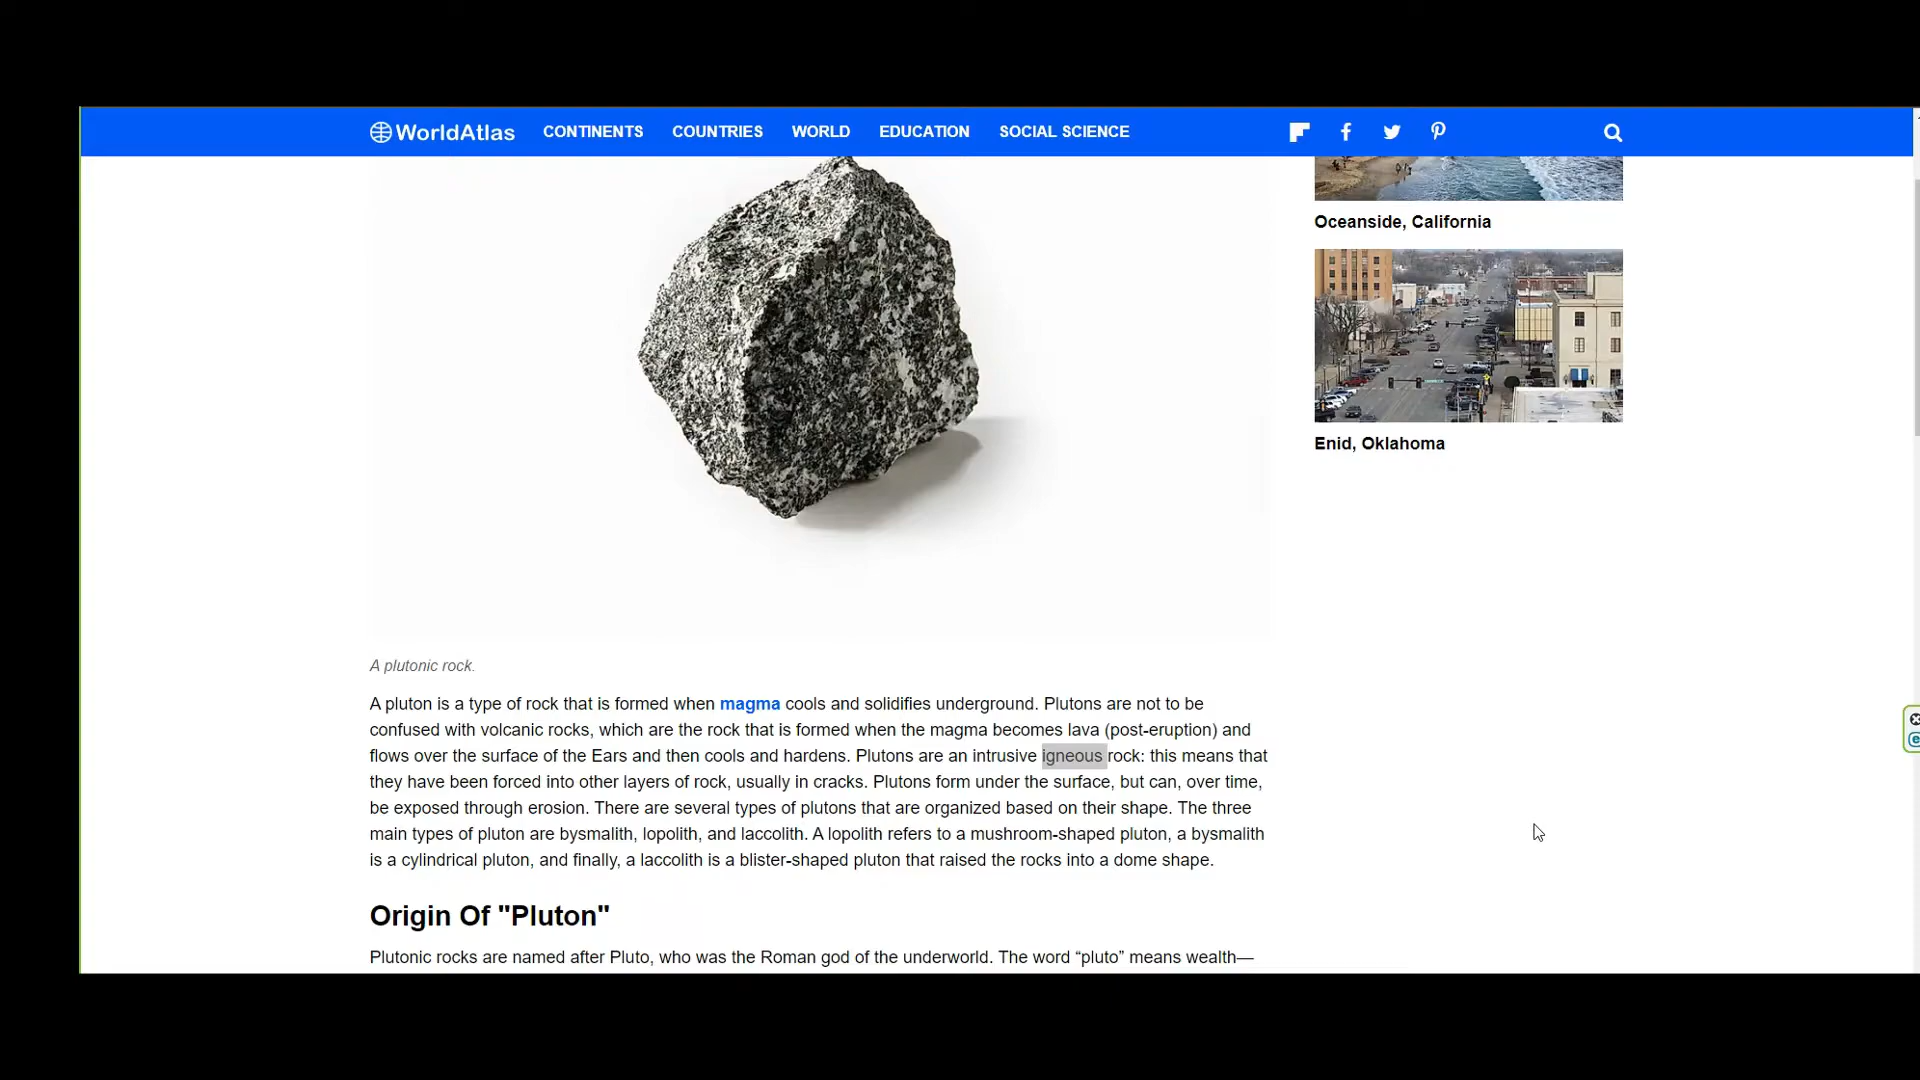 WorldAtlas CONTINENTS COUNTRIES WORLD EDUCATION SOCIAL SCIENCE
Oceanside, California
Enid, Oklahoma
A plutonic rock.
A pluton is a type of rock that is formed when magma cools and solidifies underground. Plutons are not to be
confused with volcanic rocks, which are the rock that is formed when the magma becomes lava (post-eruption) and
flows over the surface of the Ears and then cools and hardens. Plutons are an intrusive igneous rock: this means that
they have been forced into other layers of rock, usually in cracks. Plutons form under the surface, but can, over time,
be exposed through erosion. There are several types of plutons that are organized based on their shape. The three
main types of pluton are bysmalith, lopolith, and laccolith. A lopolith refers to a mushroom-shaped pluton, a bysmalith
is a cylindrical pluton, and finally, a laccolith is a blister-shaped pluton that raised the rocks into a dome shape.
Origin Of "Pluton"
Plutonic rocks are named after Pluto, who was the Roman god of the underworld. The word “pluto” means wealth—